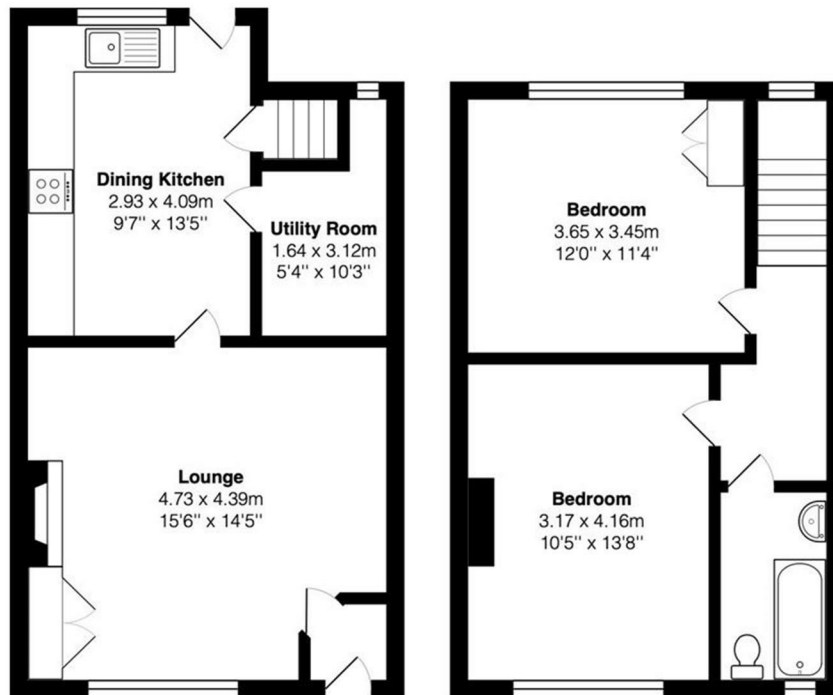 Dining Kitchen
2.93 x 4.09m
9'7'' x 13'5''
Utility Room
1.64 x 3.12m
5'4'' x 10'3''
Lounge
4.73 x 4.39m
15'6'' x 14'5''
Bedroom
3.65 x 3.45m
12'0'' x 11'4''
Bedroom
3.17 x 4.16m
10'5'' x 13'8''